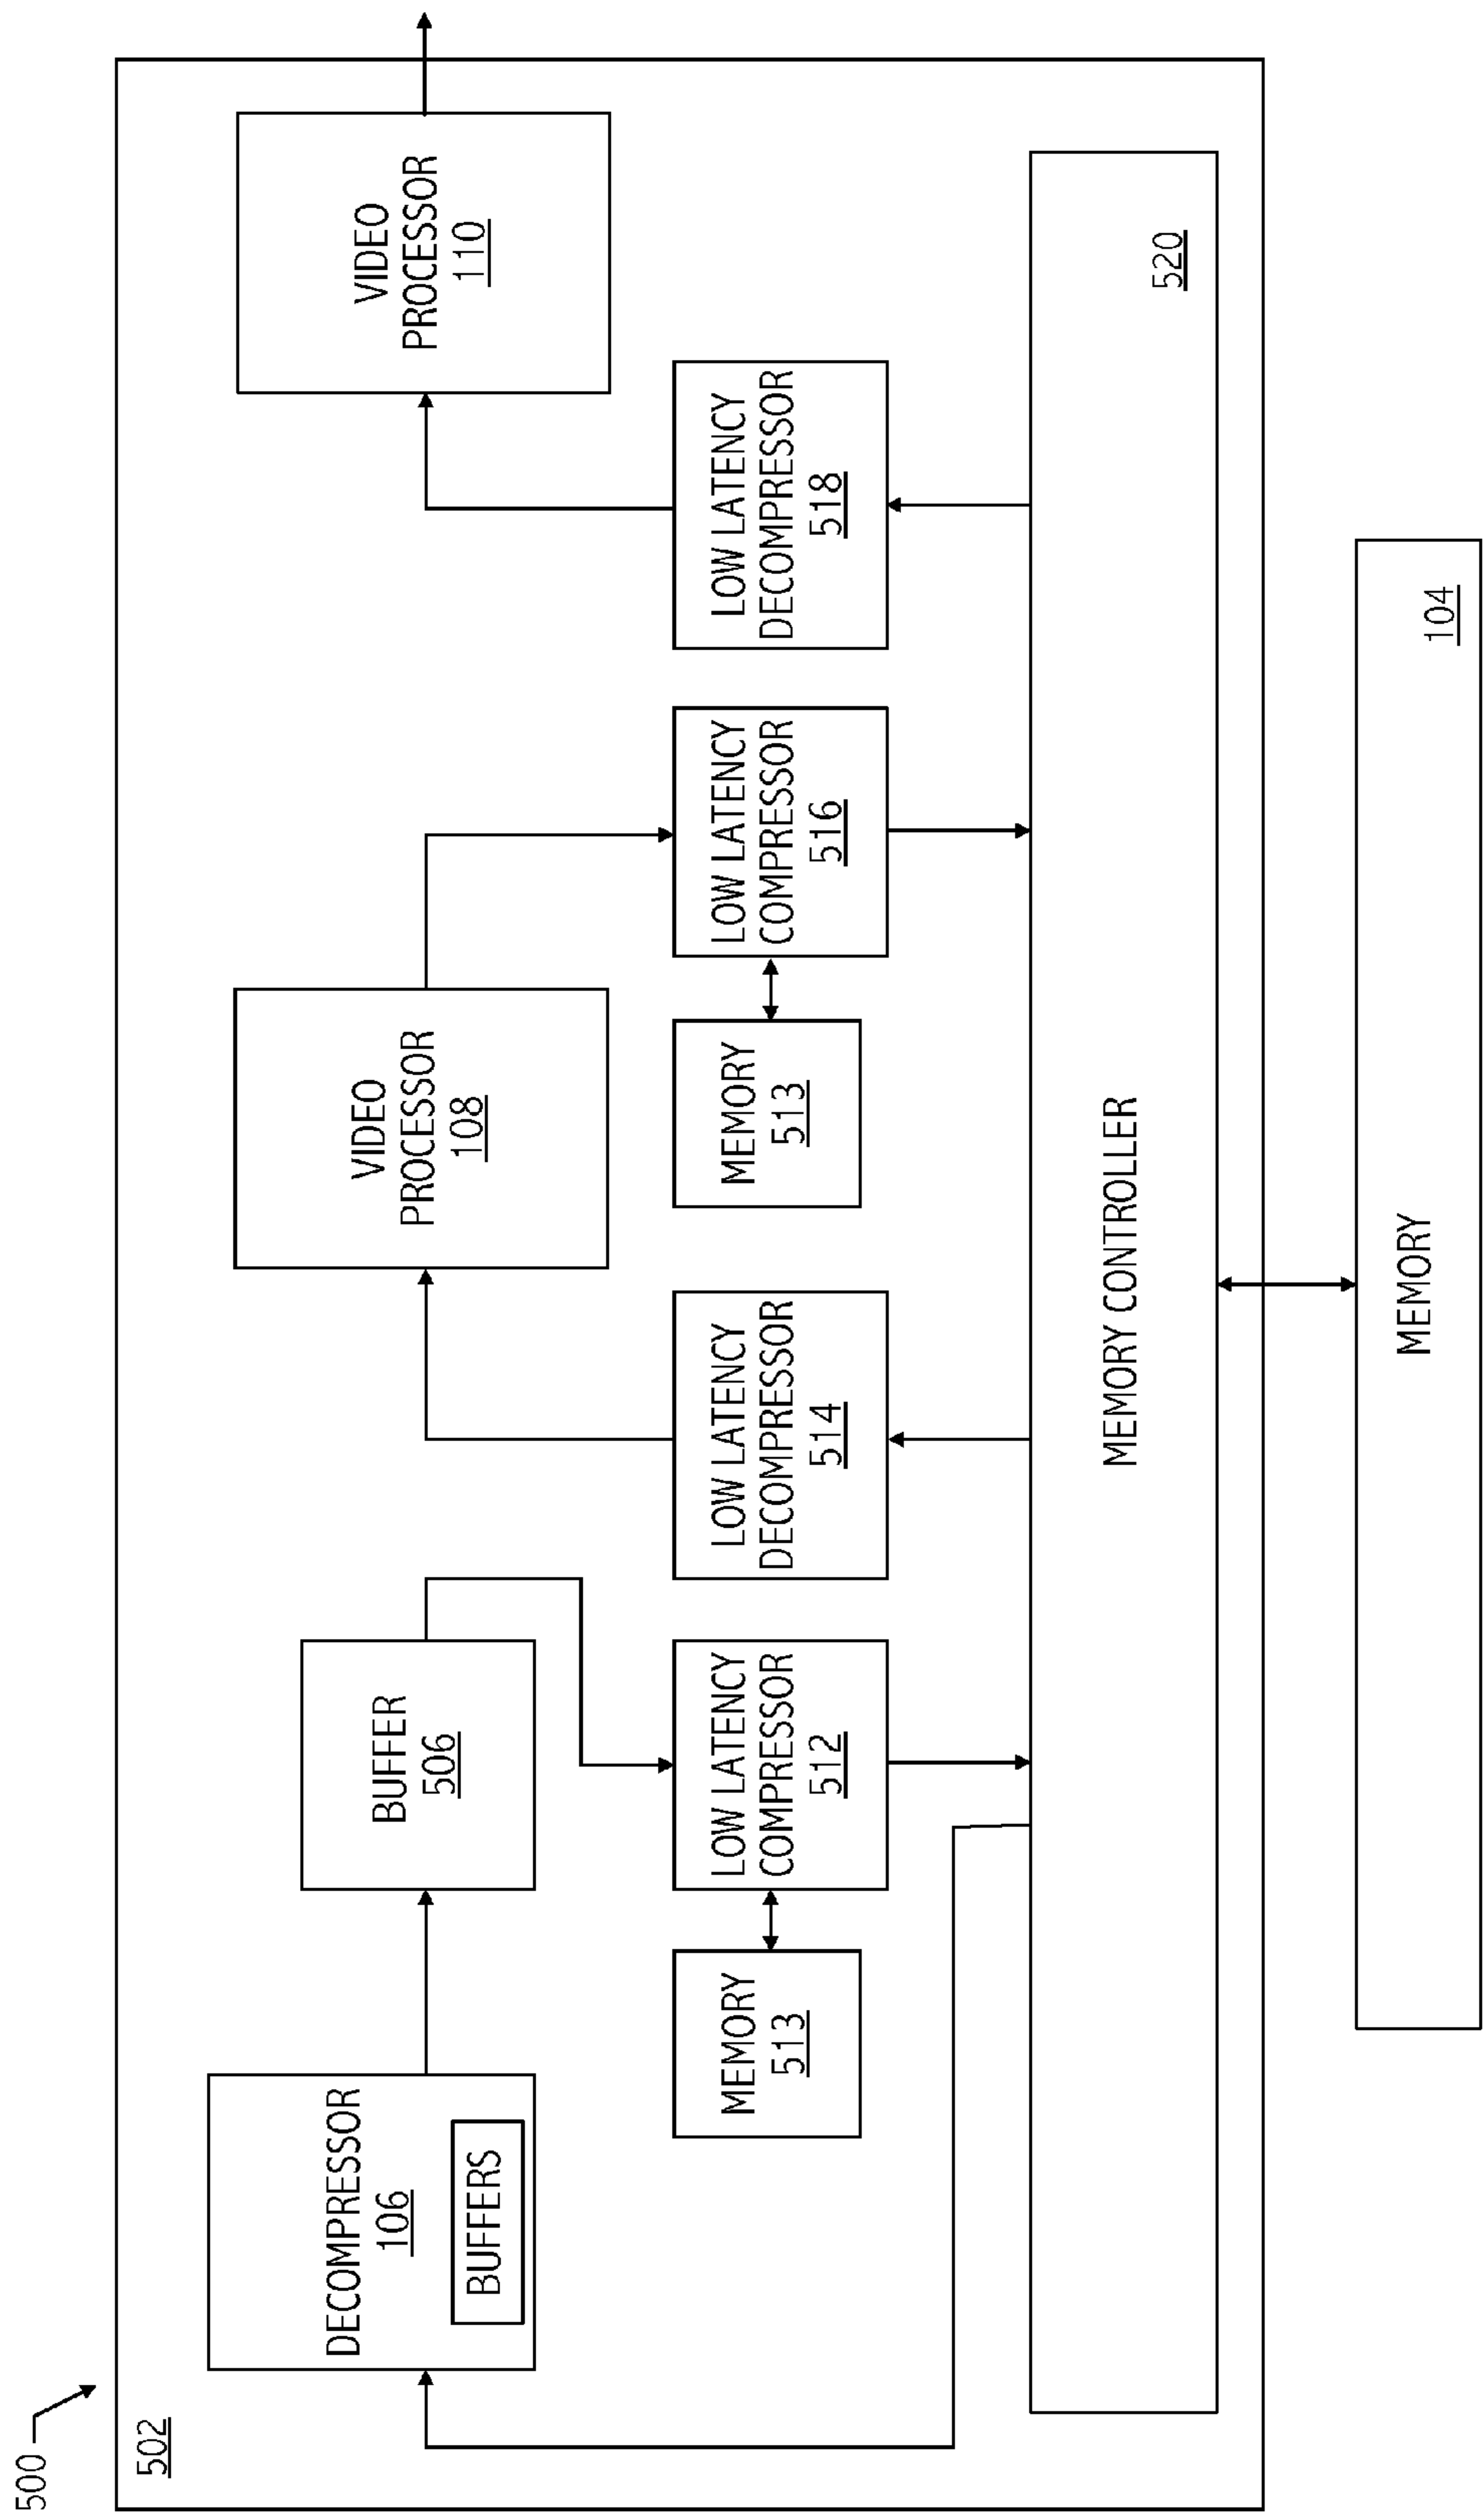 500
502
DECOMPRESSOR
106
BUFFERS
BUFFER
506
VIDEO
PROCESSOR
108
VIDEO
PROCESSOR
110
MEMORY
513
LOW LATENCY
COMPRESSOR
512
LOW LATENCY
DECOMPRESSOR
514
MEMORY
513
LOW LATENCY
COMPRESSOR
516
LOW LATENCY
DECOMPRESSOR
518
MEMORY CONTROLLER
520
MEMORY
104